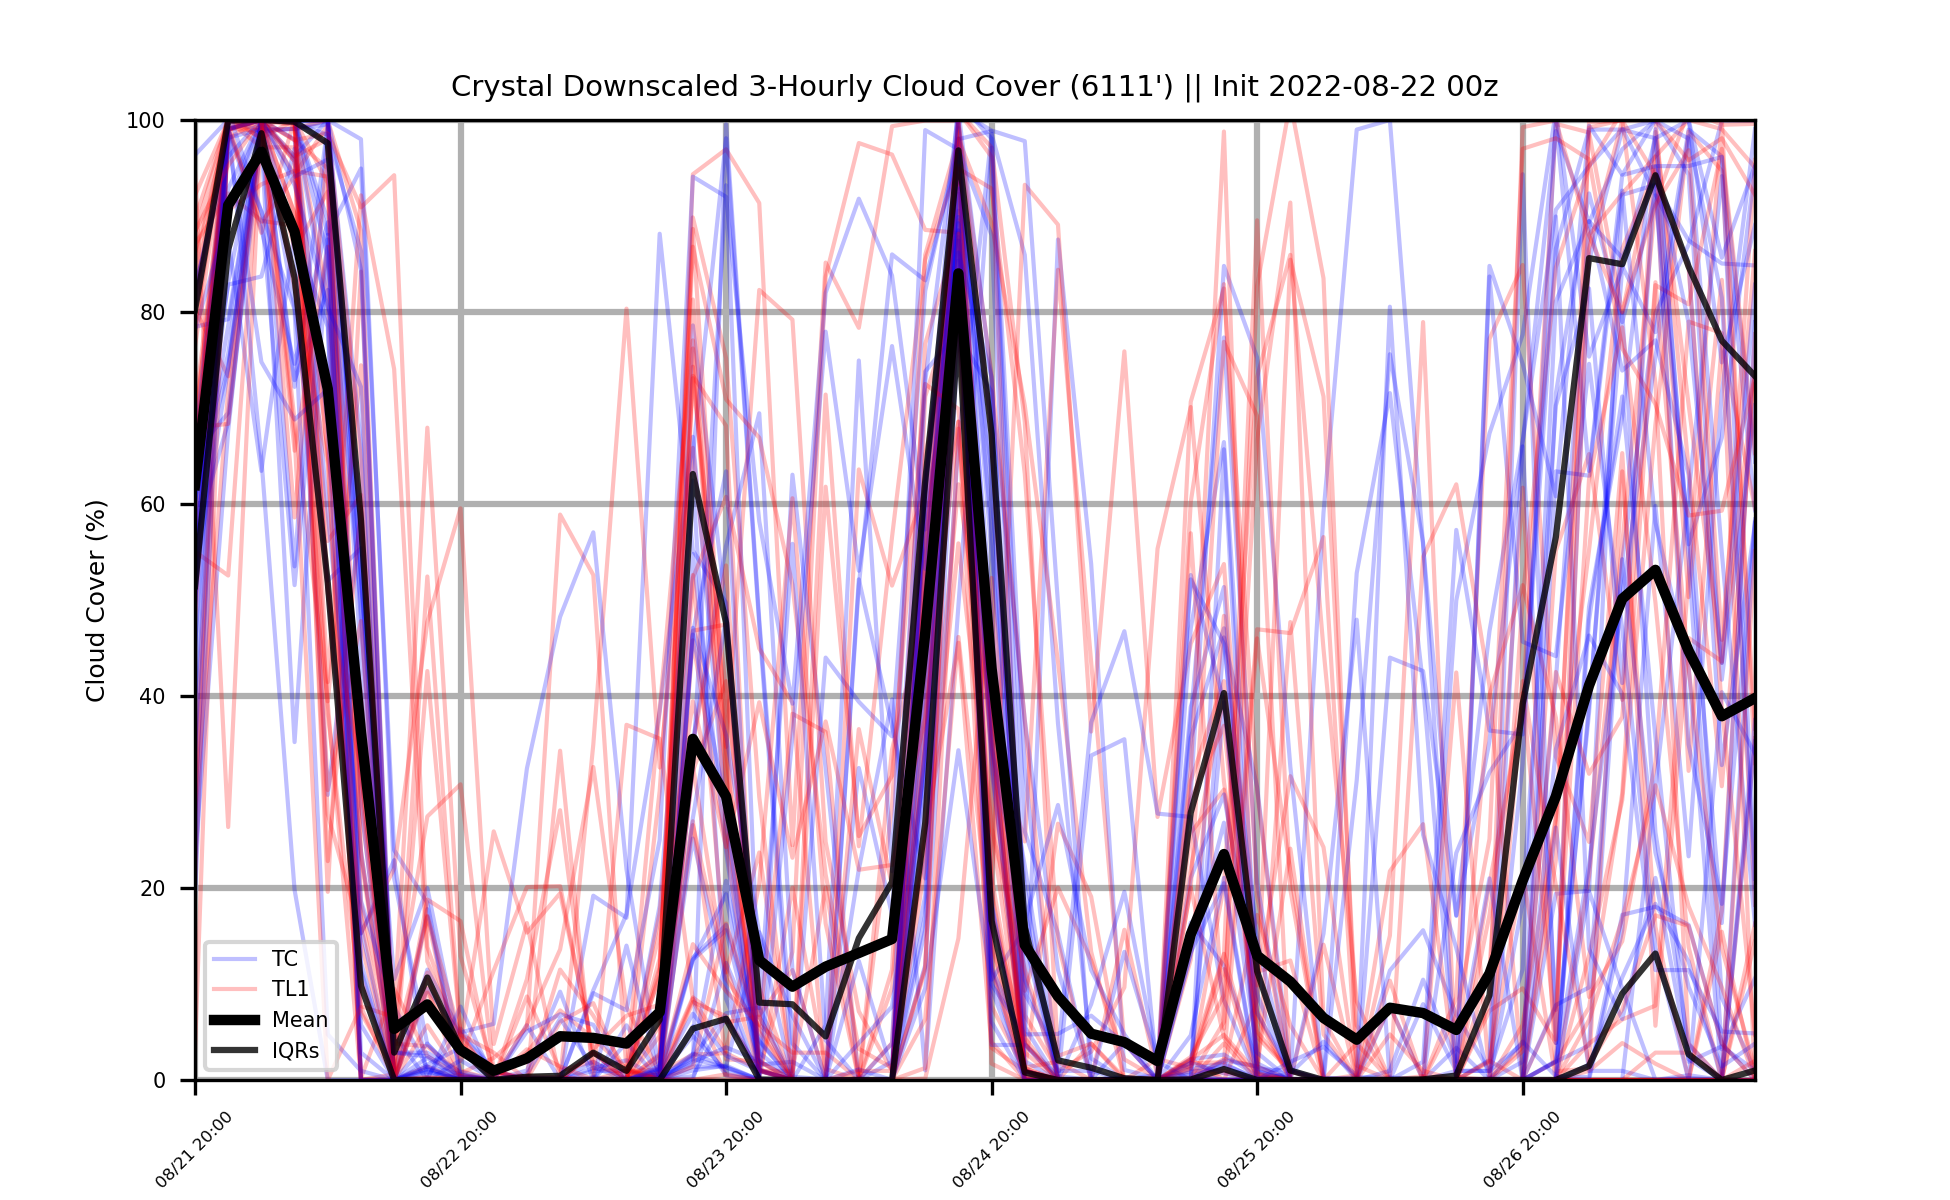 Crystal Downscaled 3-Hourly Cloud Cover (6111') || Init 2022-08-22 00z
Cloud Cover (%)
100
80
60
40
20
0
TC
TL1
Mean
IQRs
08/21 20:00
08/22 20:00
08/23 20:00
08/24 20:00
08/25 20:00
08/26 20:00